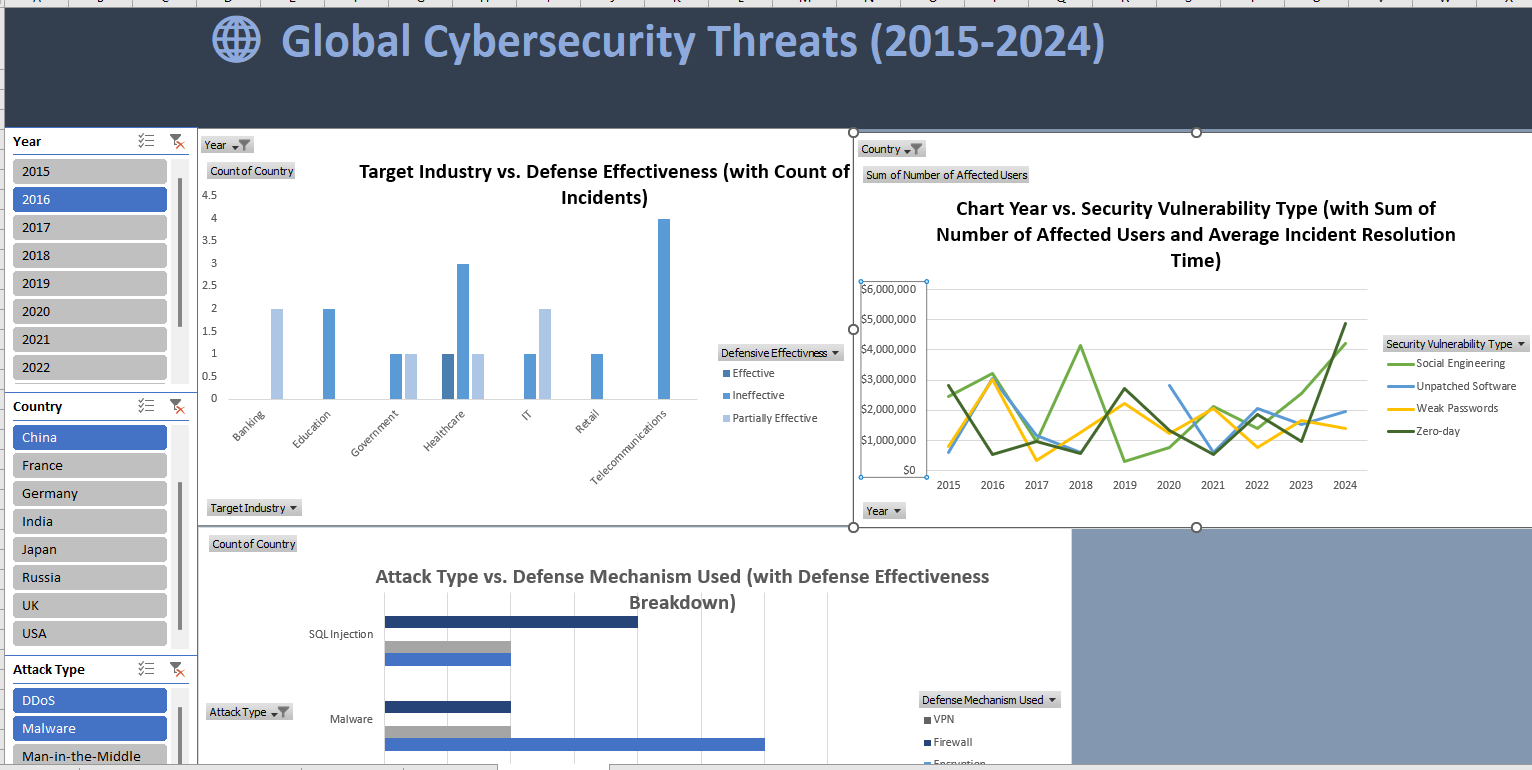 Global Cybersecurity Threats (2015-2024)
Year
2015
2016
2017
2018
2019
2020
2021
2022
Country
China
France
Germany
India
Japan
Russia
UK
USA
Attack Type
DDoS
Malware
Man-in-the-Middle
Year
Count of Country
Target Industry vs. Defense Effectiveness (with Count of
Incidents)
4.5
4
3.5
3
2.5
2
1.5
1
0.5
0
Banking
Education
Government
Healthcare
IT
Retail
Telecommunications
Defensive Effectivness
Effective
Ineffective
Partially Effective
Target Industry
Country
Sum of Number of Affected Users
Chart Year vs. Security Vulnerability Type (with Sum of
Number of Affected Users and Average Incident Resolution
Time)
$6,000,000
$5,000,000
$4,000,000
$3,000,000
$2,000,000
$1,000,000
$0
2015 2016 2017 2018 2019 2020 2021 2022 2023 2024
Security Vulnerability Type
Social Engineering
Unpatched Software
Weak Passwords
Zero-day
Year
Count of Country
Attack Type vs. Defense Mechanism Used (with Defense Effectiveness
Breakdown)
SQL Injection
Malware
Attack Type
Defense Mechanism Used
VPN
Firewall